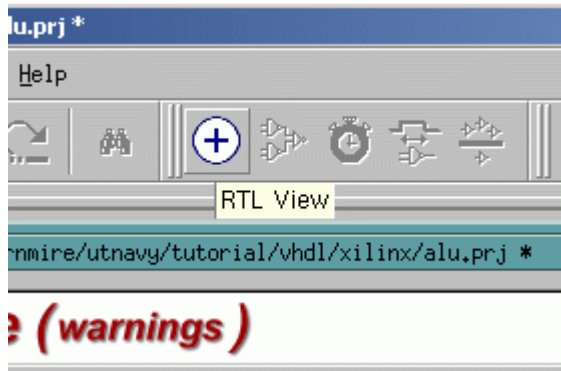 lu.prj *
Help
RTL View
rnmire/utnavy/tutorial/vhdl/xilinx/alu.prj *
e (warnings)